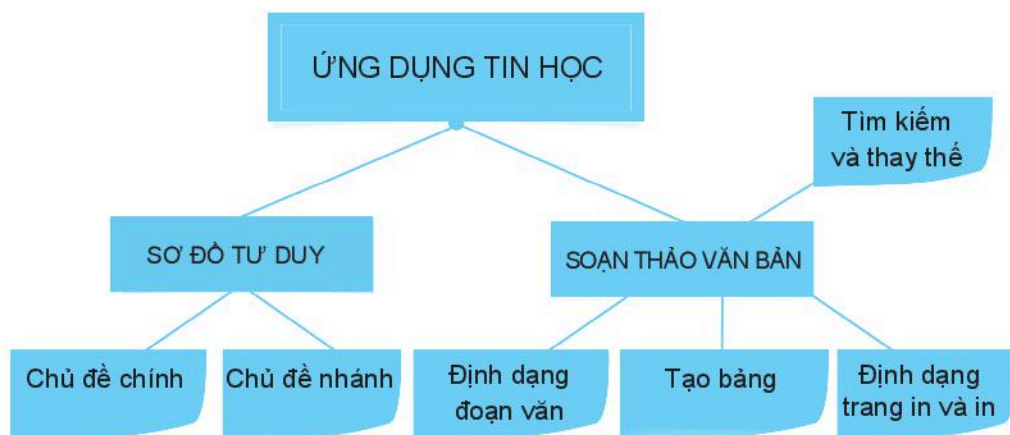 ỨNG DỤNG TIN HỌC
Tìm kiếm
và thay thế
SƠ ĐỒ TƯ DUY
SOẠN THẢO VĂN BẢN
Chủ đề chính
Chủ đề nhánh
Định dạng
đoạn văn
Tạo bảng
Định dạng
trang in và in